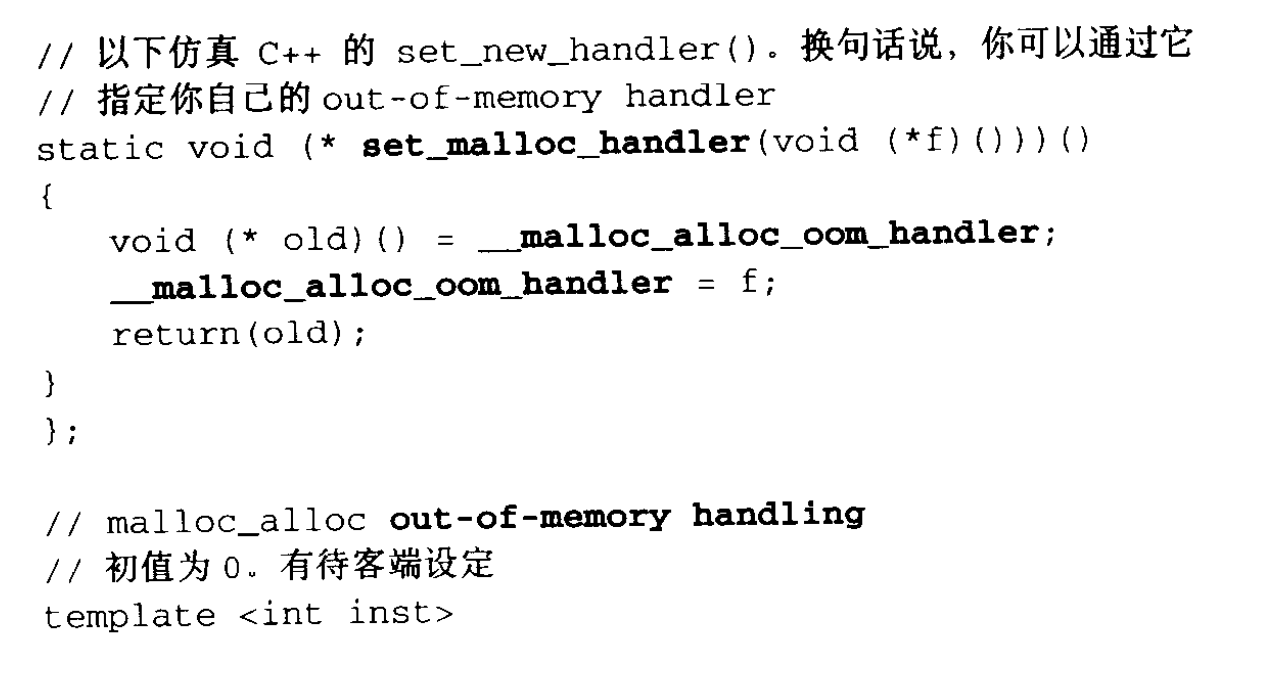 // 以下仿真 C++ 的 set_new_handler()。换句话说，你可以通过它
// 指定你自己的 out-of-memory handler
static void (* set_malloc_handler(void (*f)()))()
{
    void (* old)() = __malloc_alloc_oom_handler;
    __malloc_alloc_oom_handler = f;
    return(old);
}
};

// malloc_alloc out-of-memory handling
// 初值为 0。有待客端设定
template <int inst>